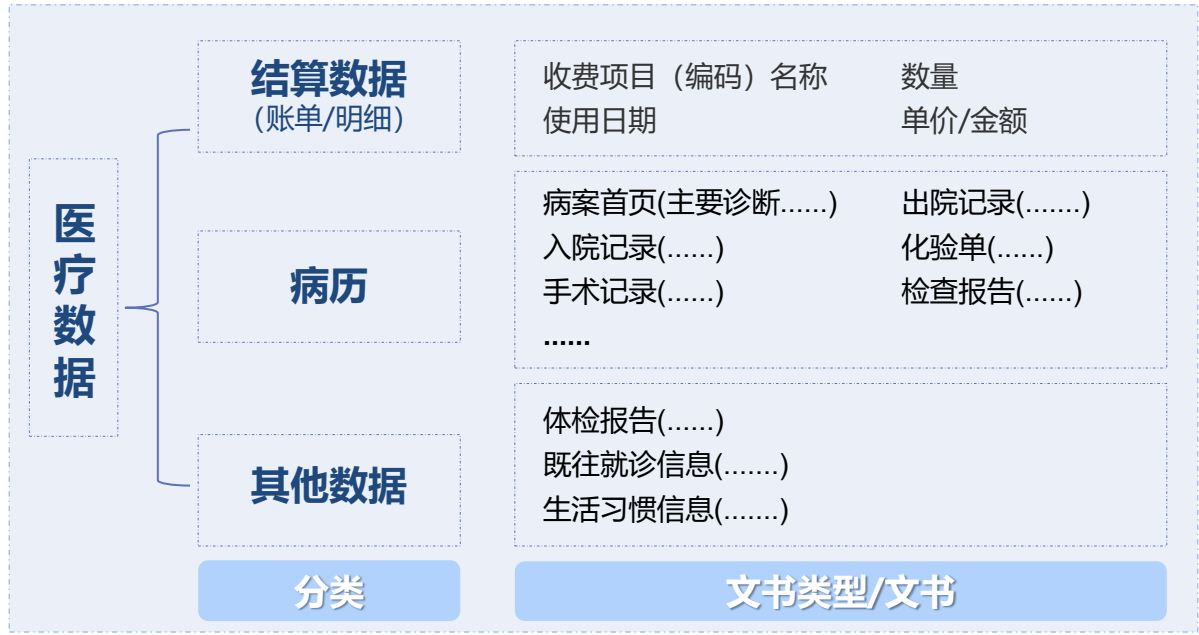 医疗数据
结算数据
（账单/明细）
收费项目（编码）名称 数量
使用日期 单价/金额
病历
病案首页(主要诊断......) 出院记录(.......)
入院记录(......) 化验单(......)
手术记录(......) 检查报告(......)
......
其他数据
体检报告(......)
既往就诊信息(.......)
生活习惯信息(.......)
分类 文书类型/文书